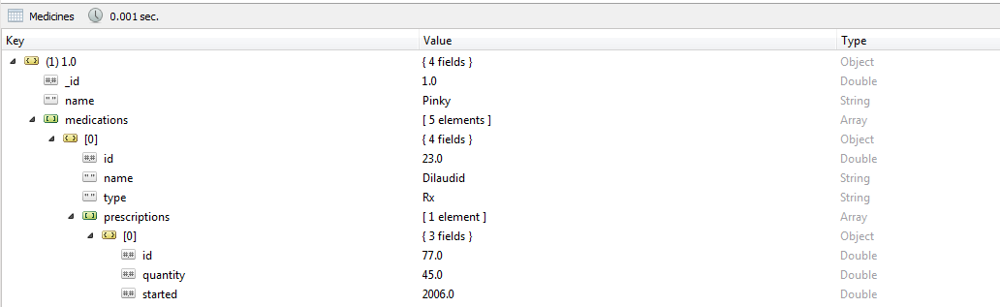 Medicines 0.001 sec.
Key Value Type
(1) 1.0 { 4 fields } Object
_id 1.0 Double
name Pinky String
medications [ 5 elements ] Array
[0] { 4 fields } Object
id 23.0 Double
name Dilaudid String
type Rx String
prescriptions [ 1 element ] Array
[0] { 3 fields } Object
id 77.0 Double
quantity 45.0 Double
started 2006.0 Double